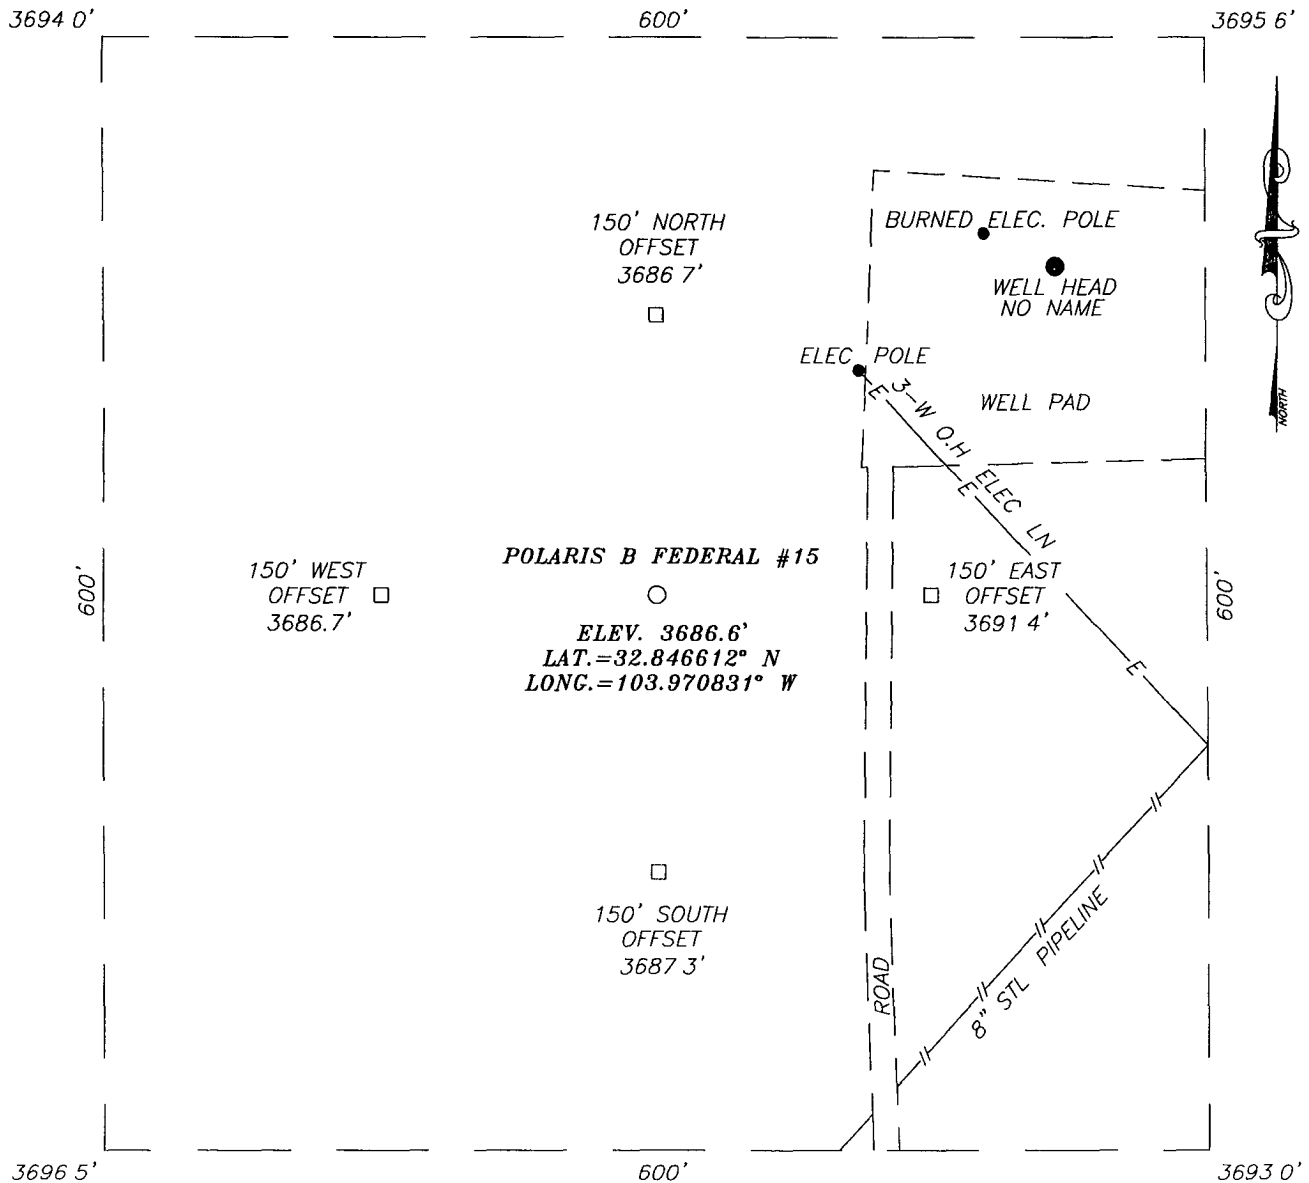 3694 0'
600'
3695 6'
150' NORTH
OFFSET
3686 7'
BURNED ELEC. POLE
WELL HEAD
NO NAME
ELEC POLE
WELL PAD
NORTH
E
3-W O.H ELEC LN
E
600'
150' WEST
OFFSET
3686.7'
POLARIS B FEDERAL #15
ELEV. 3686.6'
LAT.=32.846612° N
LONG.=103.970831° W
150' EAST
OFFSET
3691 4'
600'
E
150' SOUTH
OFFSET
3687 3'
ROAD
8" STL PIPELINE
3696 5'
600'
3693 0'